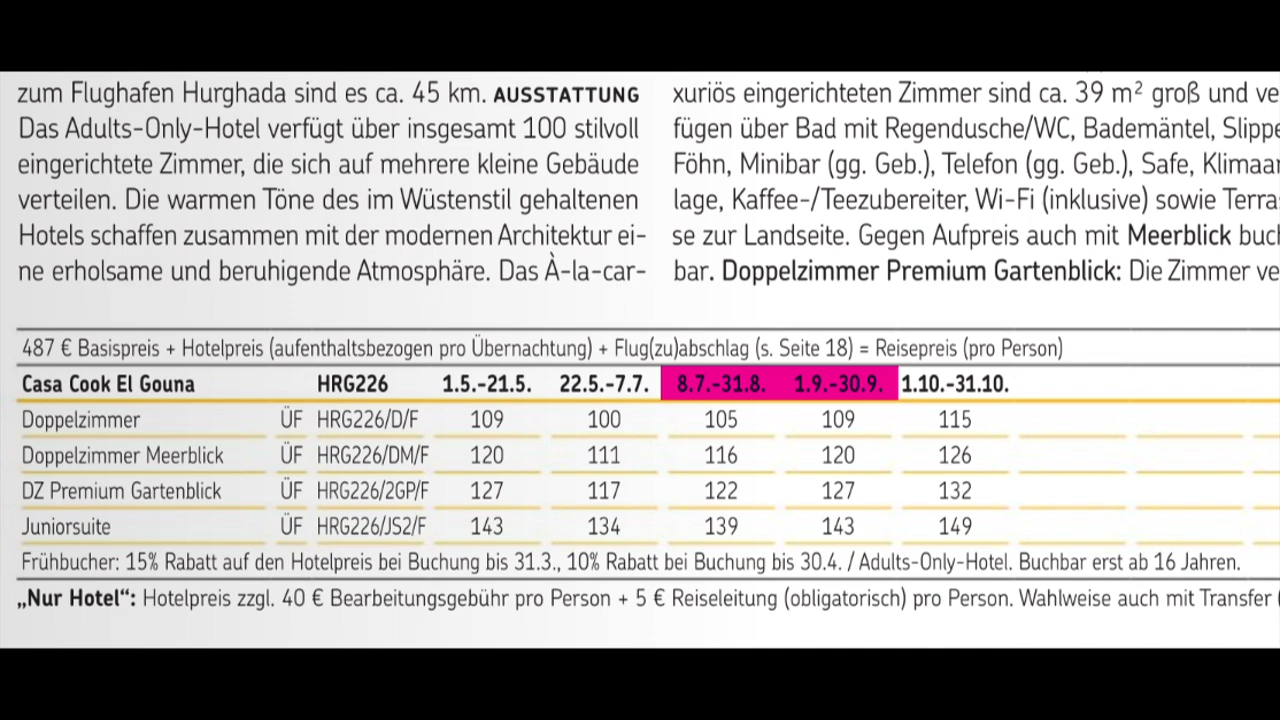 zum Flughafen Hurghada sind es ca. 45 km. AUSSTATTUNG
Das Adults-Only-Hotel verfügt über insgesamt 100 stilvoll
eingerichtete Zimmer, die sich auf mehrere kleine Gebäude
verteilen. Die warmen Töne des im Wüstenstil gehaltenen
Hotels schaffen zusammen mit der modernen Architektur ei-
ne erholsame und beruhigende Atmosphäre. Das À-la-car-
xuriös eingerichteten Zimmer sind ca. 39 m² groß und ve
fügen über Bad mit Regendusche/WC, Bademäntel, Slippe
Föhn, Minibar (gg. Geb.), Telefon (gg. Geb.), Safe, Klimaan
lage, Kaffee-/Teezubereiter, Wi-Fi (inklusive) sowie Terra
se zur Landseite. Gegen Aufpreis auch mit Meerblick buch
bar. Doppelzimmer Premium Gartenblick: Die Zimmer ve
487 € Basispreis + Hotelpreis (aufenthaltsbezogen pro Übernachtung) + Flug(zu)abschlag (s. Seite 18) = Reisepreis (pro Person)
Casa Cook El Gouna HRG226 1.5.-21.5. 22.5.-7.7. 8.7.-31.8. 1.9.-30.9. 1.10.-31.10.
Doppelzimmer ÜF HRG226/D/F 109 100 105 109 115
Doppelzimmer Meerblick ÜF HRG226/DM/F 120 111 116 120 126
DZ Premium Gartenblick ÜF HRG226/2GP/F 127 117 122 127 132
Juniorsuite ÜF HRG226/JS2/F 143 134 139 143 149
Frühbucher: 15% Rabatt auf den Hotelpreis bei Buchung bis 31.3., 10% Rabatt bei Buchung bis 30.4. / Adults-Only-Hotel. Buchbar erst ab 16 Jahren.
„Nur Hotel“: Hotelpreis zzgl. 40 € Bearbeitungsgebühr pro Person + 5 € Reiseleitung (obligatorisch) pro Person. Wahlweise auch mit Transfer (